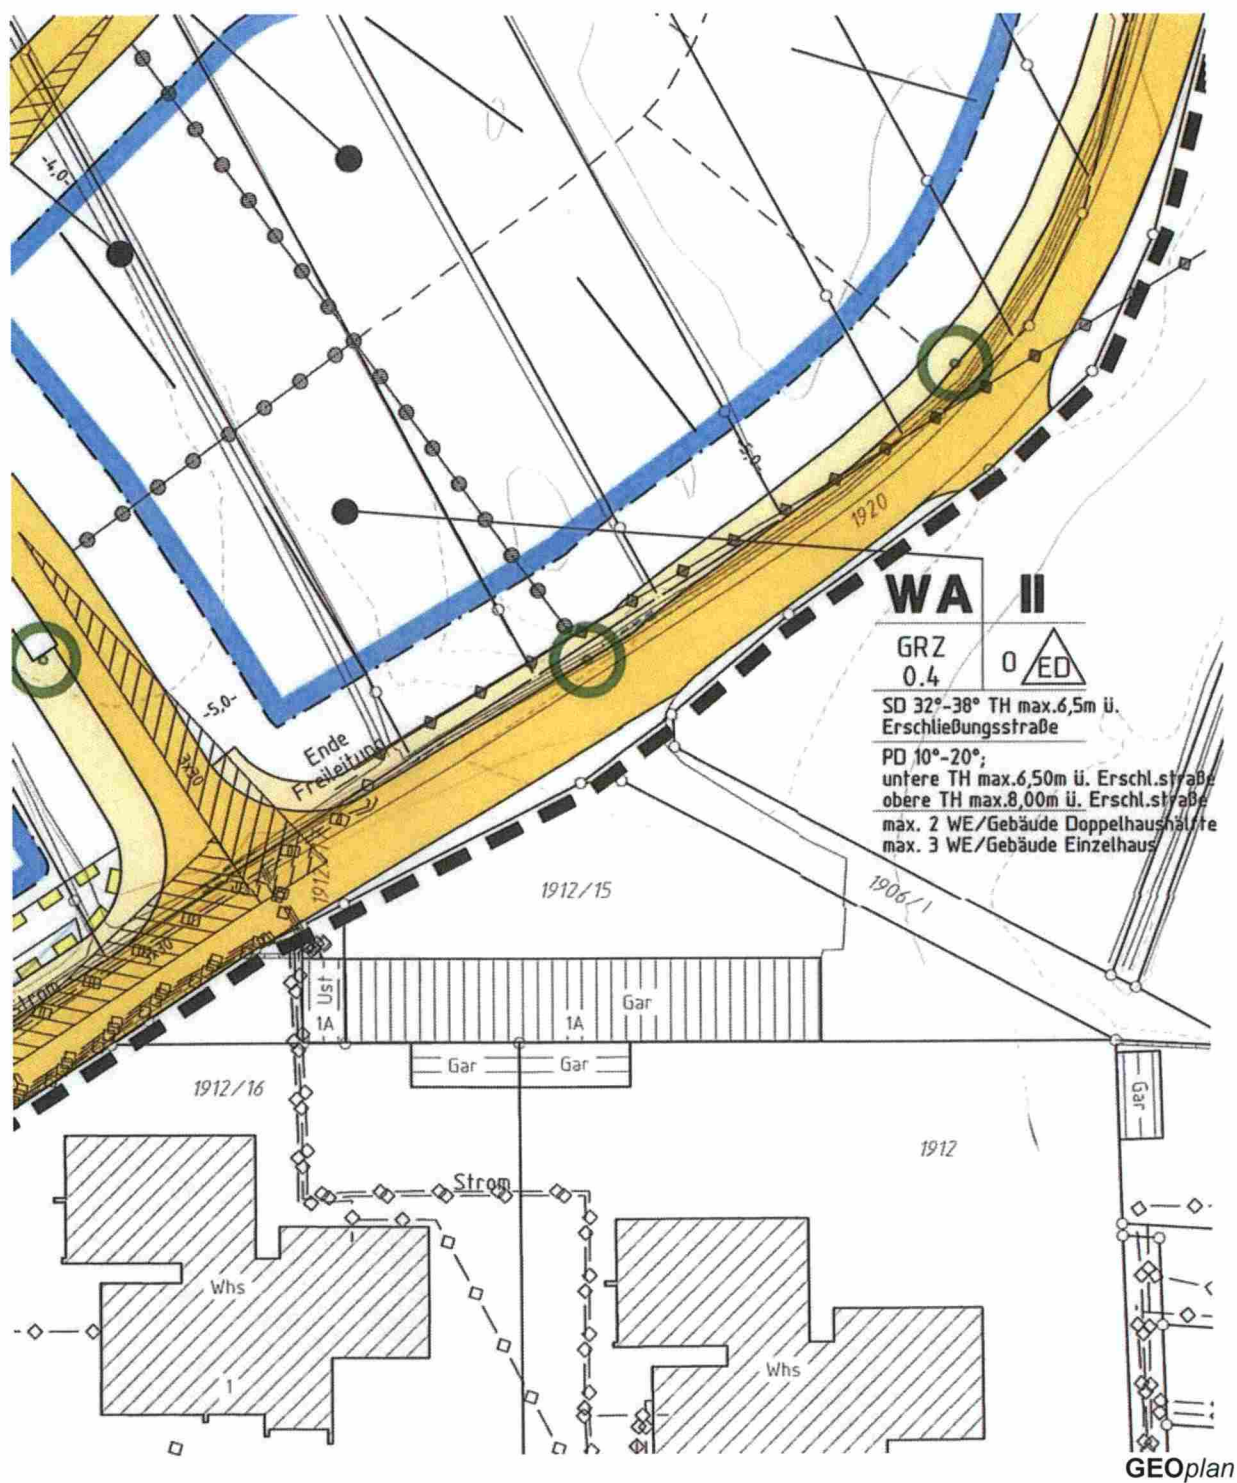 -4,0-
-5,0-
1920
WA II
GRZ
0.4
o ED
SD 32°-38° TH max.6,5m ü.
Erschließungsstraße
PD 10°-20°;
untere TH max.6,50m ü. Erschl.straße
obere TH max.8,00m ü. Erschl.straße
max. 2 WE/Gebäude Doppelhaushälfte
max. 3 WE/Gebäude Einzelhaus
-5,0-
Ende
Freileitung
1912/15
1906/1
Strom
Ust
1A
Gar
1A
Gar
Gar
Gar
1912/16
1912
Strom
Whs
1
Whs
GEOplan